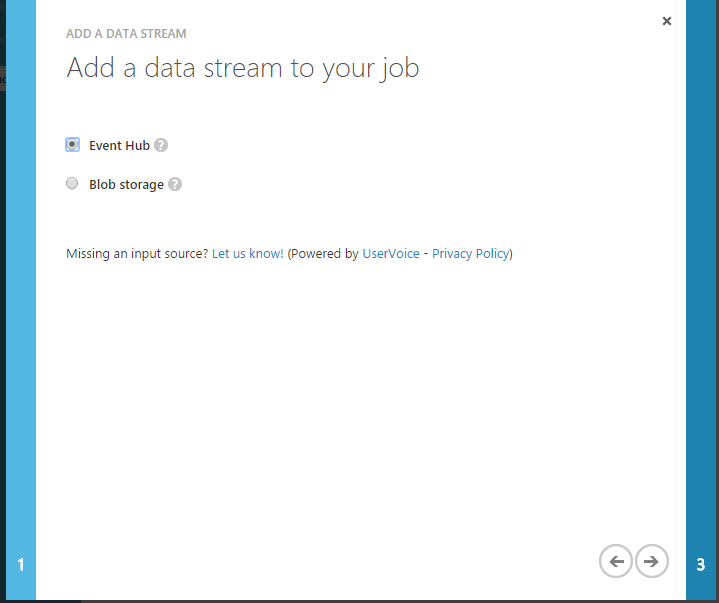 ADD A DATA STREAM
Add a data stream to your job
Event Hub ?
Blob storage ?
Missing an input source? Let us know! (Powered by UserVoice - Privacy Policy)
1
3